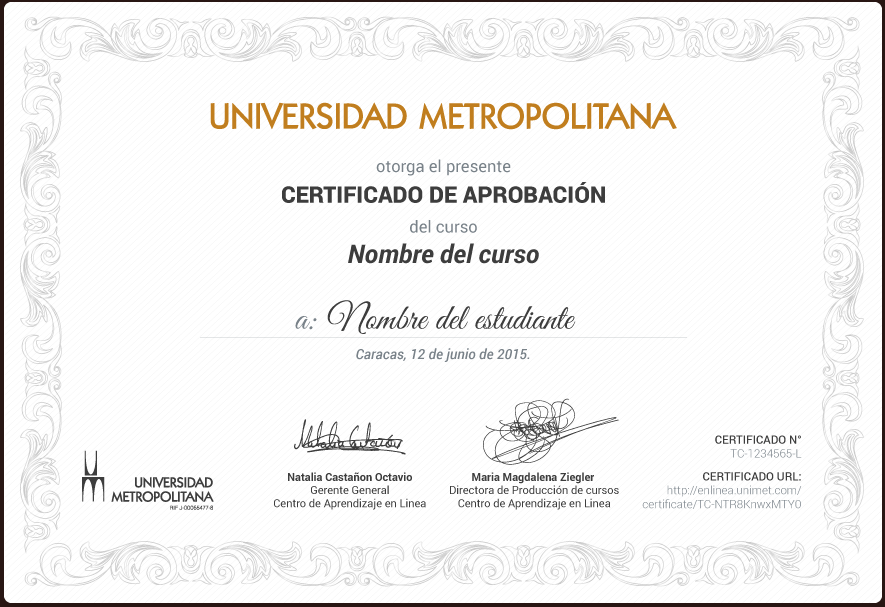 UNIVERSIDAD METROPOLITANA
otorga el presente
CERTIFICADO DE APROBACIÓN
del curso
Nombre del curso
a: Nombre del estudiante
Caracas, 12 de junio de 2015.
Natalia Castañon Octavio
Gerente General
Centro de Aprendizaje en Linea
Maria Magdalena Ziegler
Directora de Producción de cursos
Centro de Aprendizaje en Linea
CERTIFICADO N°
TC-1234565-L
CERTIFICADO URL:
http://enlinea.unimet.com/
certificate/TC-NTR8KnwxMTY0
UNIVERSIDAD
METROPOLITANA
RIF J-00065477-8